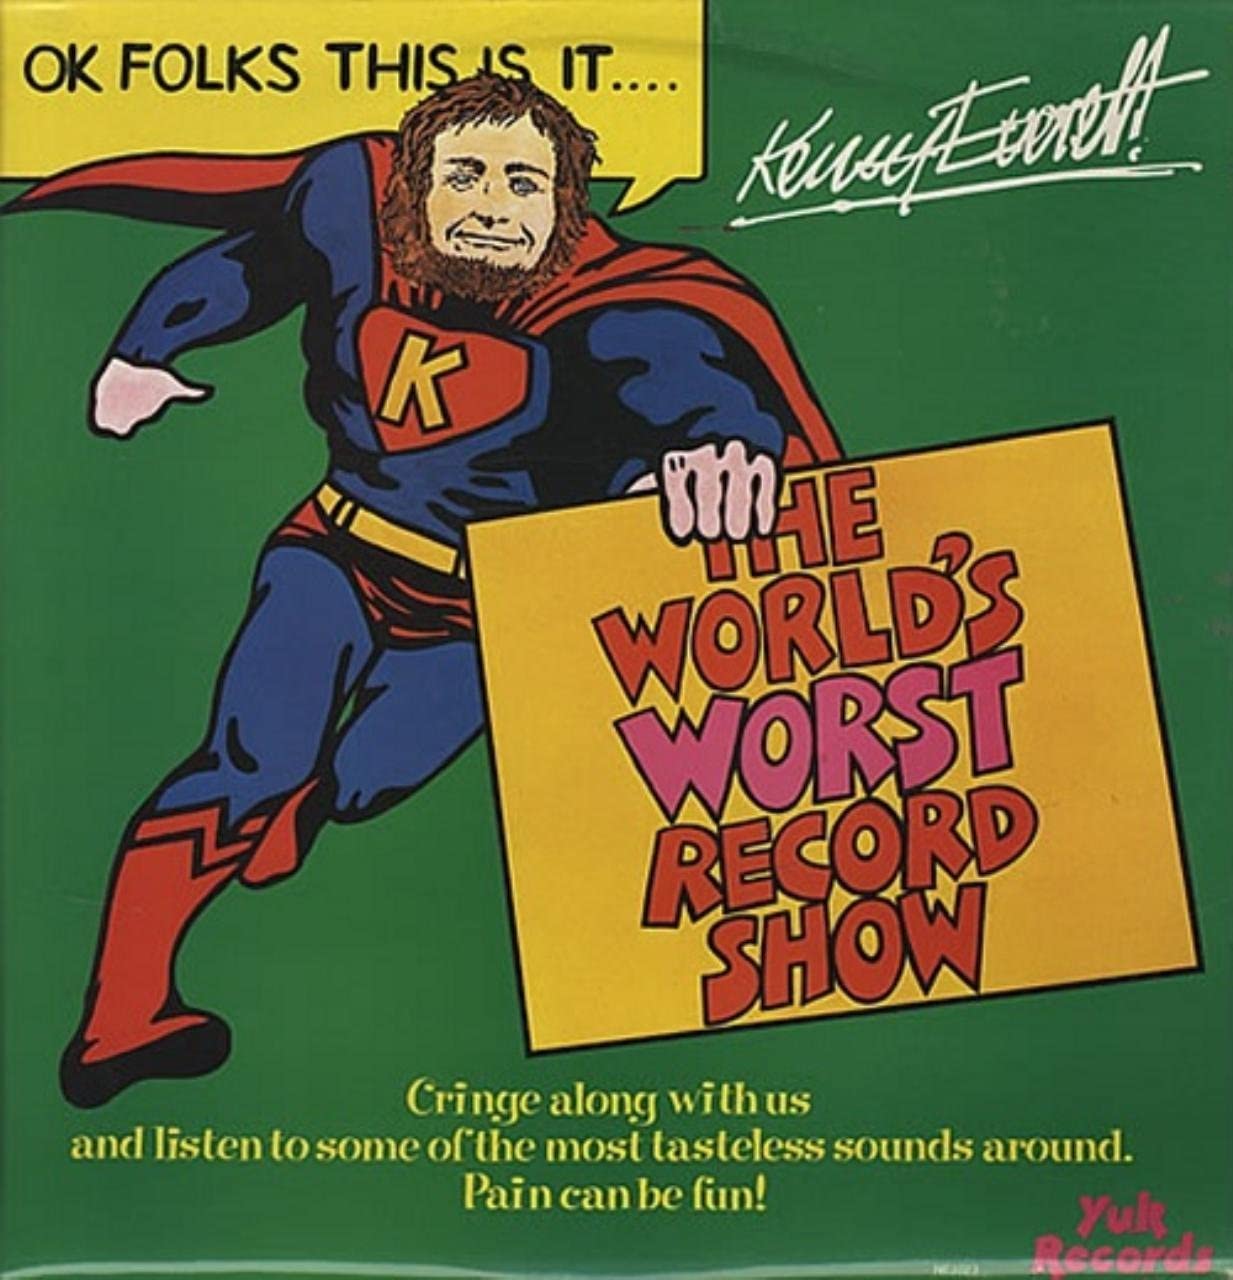 OK FOLKS THIS IS IT....
Kenny Everett!
K
THE
WORLD'S
WORST
RECORD
SHOW
Cringe along with us
and listen to some of the most tasteless sounds around.
Pain can be fun!
Yuk
Records